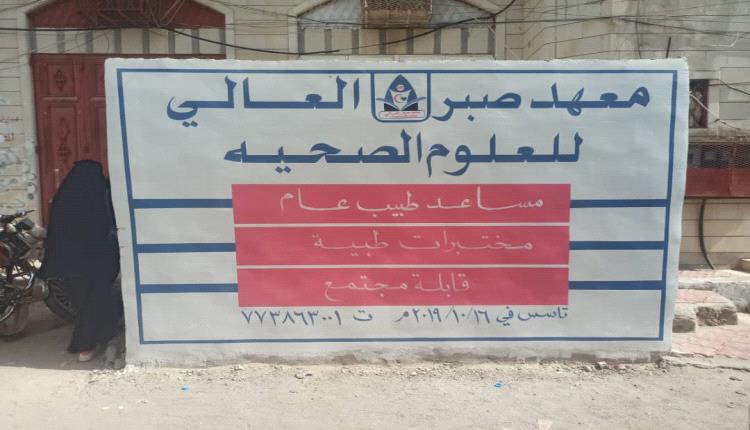 معهد صبر العالي
للعلوم الصحيه
مساعد طبيب عام
مختبرات طبية
قابلة مجتمع
تاسس في ٢٠١٩/١٠/١٦م ت ٧٧٣٨٦٣٠٠١